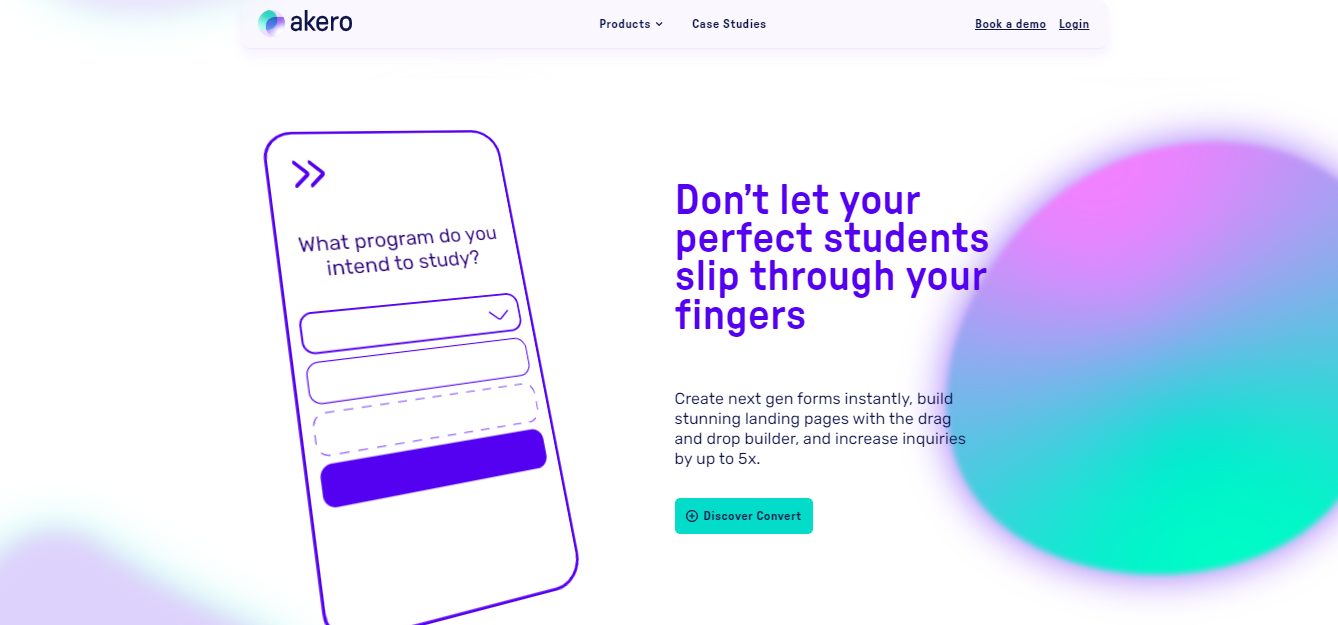 akero
Products
Case Studies
Book a demo
Login
What program do you
intend to study?
Don’t let your
perfect students
slip through your
fingers
Create next gen forms instantly, build
stunning landing pages with the drag
and drop builder, and increase inquiries
by up to 5x.
Discover Convert